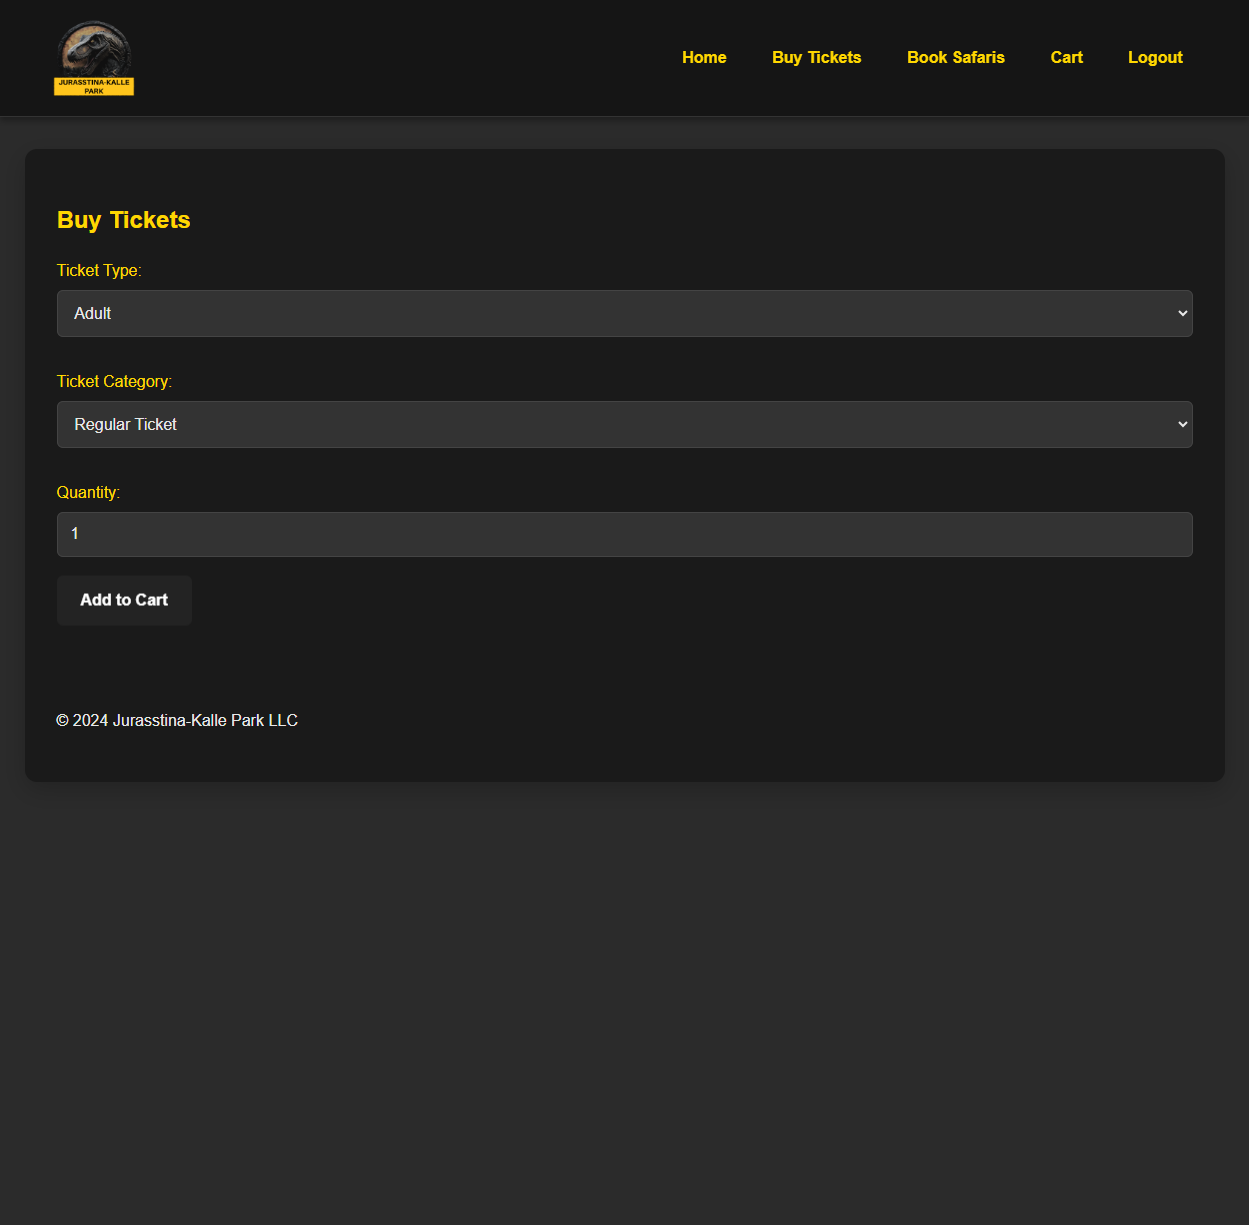 JURASSTINA-KALLE
PARK
Home
Buy Tickets
Book Safaris
Cart
Logout
Buy Tickets
Ticket Type:
Adult
Ticket Category:
Regular Ticket
Quantity:
1
Add to Cart
© 2024 Jurasstina-Kalle Park LLC